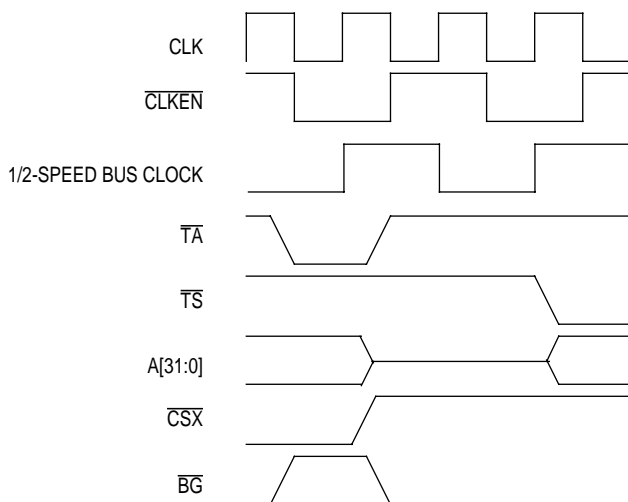 CLK
CLKEN
1/2-SPEED BUS CLOCK
TA
TS
A[31:0]
CSX
BG